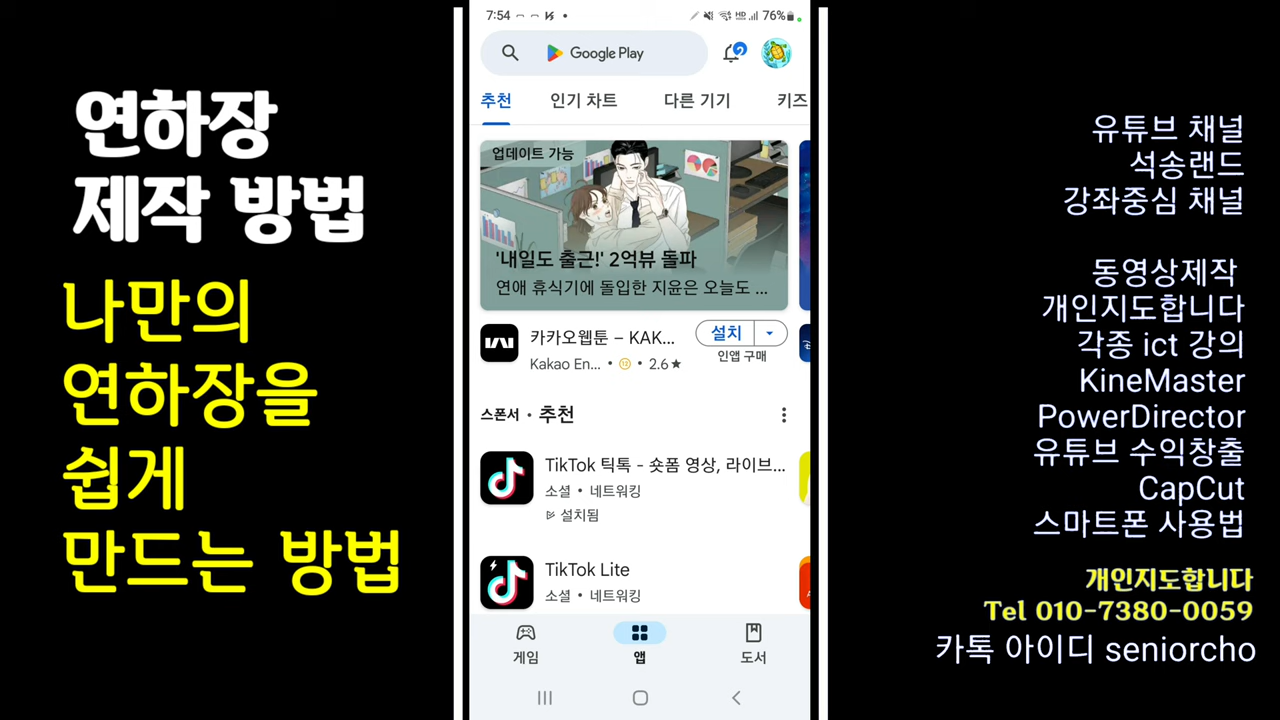 연하장
제작 방법
나만의
연하장을
쉽게
만드는 방법
7:54
76%
Google Play
2
추천
인기 차트
다른 기기
키즈
업데이트 가능
'내일도 출근!' 2억뷰 돌파
연애 휴식기에 돌입한 지윤은 오늘도 ...
카카오웹툰 – KAK...
Kakao En... • 12 • 2.6★
설치
인앱 구매
스폰서 • 추천
TikTok 틱톡 - 숏폼 영상, 라이브...
소셜 • 네트워킹
설치됨
TikTok Lite
소셜 • 네트워킹
게임
앱
도서
유튜브 채널
석송랜드
강좌중심 채널
동영상제작
개인지도합니다
각종 ict 강의
KineMaster
PowerDirector
유튜브 수익창출
CapCut
스마트폰 사용법
개인지도합니다
Tel 010-7380-0059
카톡 아이디 seniorcho